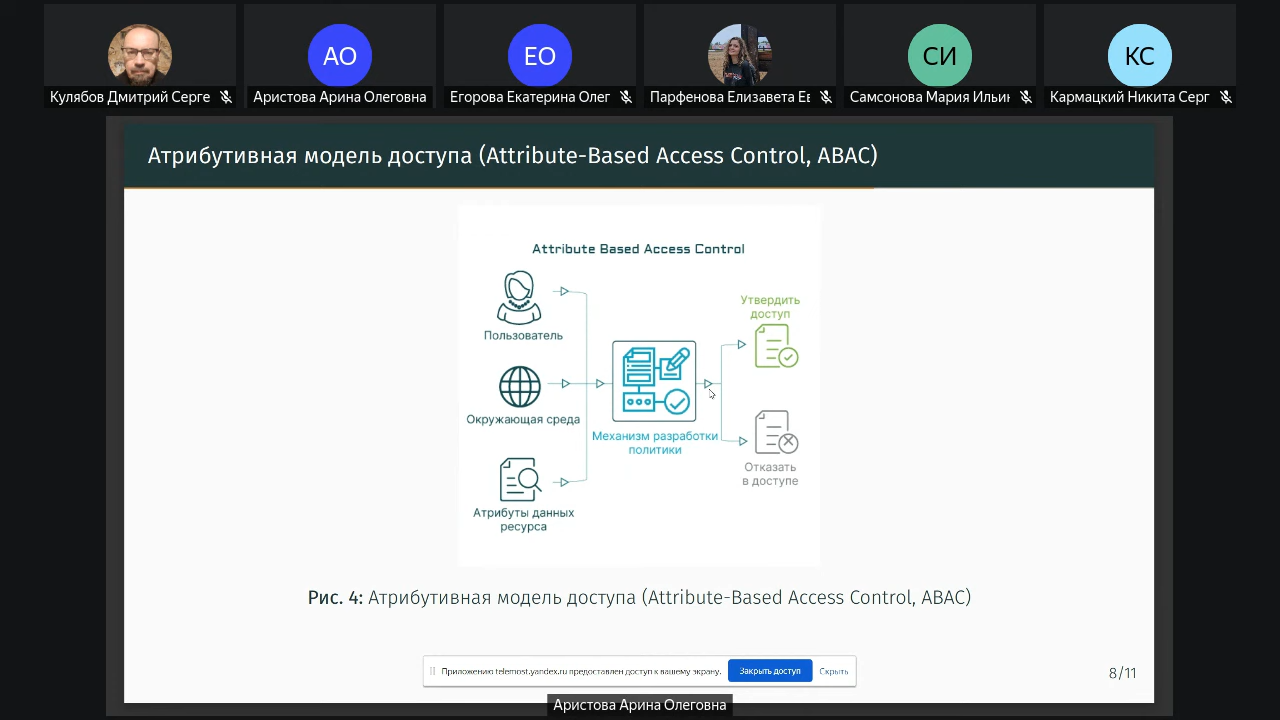 АО
ЕО
СИ
КС
Кулябов Дмитрий Серге
Аристова Арина Олеговна
Егорова Екатерина Олег
Парфенова Елизавета Ев
Самсонова Мария Ильин
Кармацкий Никита Серг
Атрибутивная модель доступа (Attribute-Based Access Control, ABAC)
Attribute Based Access Control
Пользователь
Окружающая среда
Атрибуты данных
ресурса
Механизм разработки
политики
Утвердить
доступ
Отказать
в доступе
Рис. 4: Атрибутивная модель доступа (Attribute-Based Access Control, ABAC)
Приложению telemost.yandex.ru предоставлен доступ к вашему экрану.
Закрыть доступ
Скрыть
8/11
Аристова Арина Олеговна